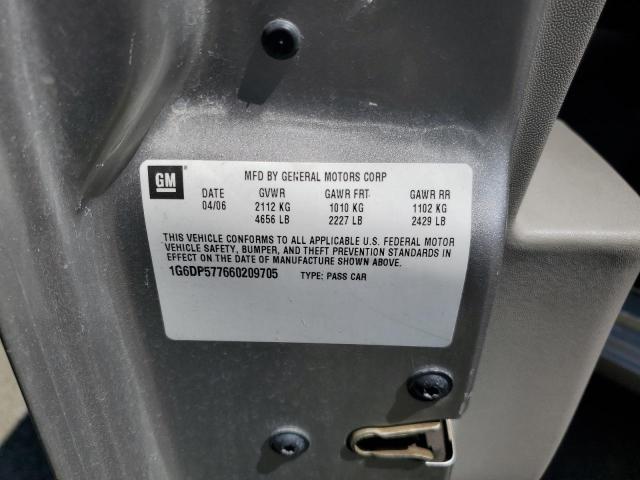 GM MFD BY GENERAL MOTORS CORP
DATE GVWR GAWR FRT GAWR RR
04/06 2112 KG 1010 KG 1102 KG
4656 LB 2227 LB 2429 LB
THIS VEHICLE CONFORMS TO ALL APPLICABLE U.S. FEDERAL MOTOR
VEHICLE SAFETY, BUMPER, AND THEFT PREVENTION STANDARDS IN
EFFECT ON THE DATE OF MANUFACTURE SHOWN ABOVE.
1G6DP577660209705 TYPE: PASS CAR